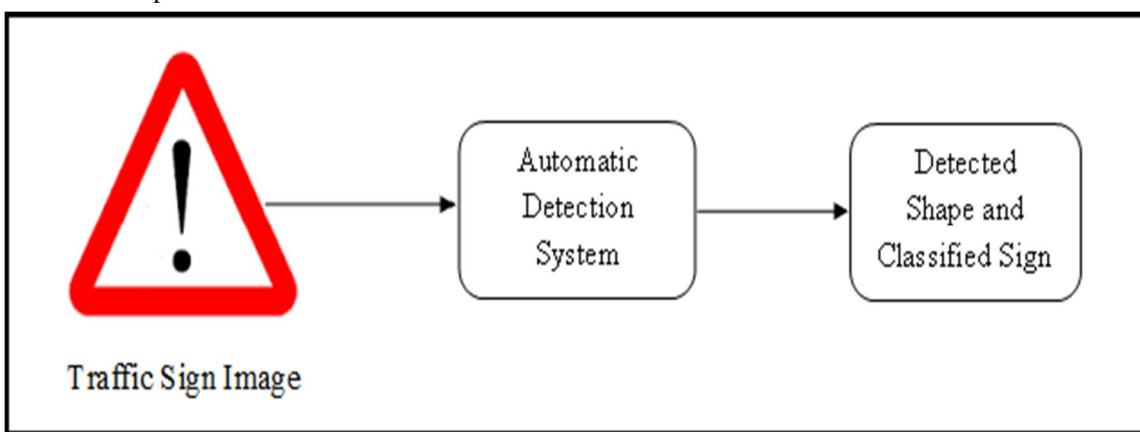 Automatic
Detection
System
Detected
Shape and
Classified Sign
Traffic Sign Image